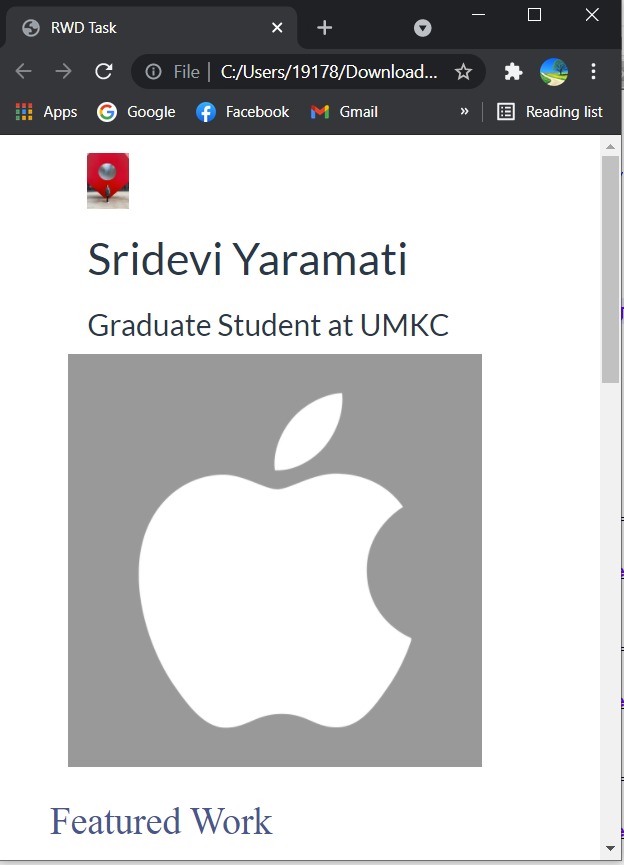 RWD Task
File | C:/Users/19178/Download...
Apps Google Facebook Gmail » Reading list
Sridevi Yaramati
Graduate Student at UMKC
Featured Work